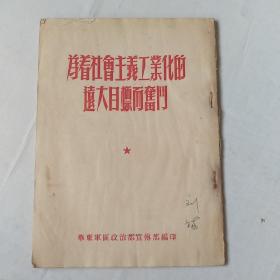 為着社會主義工業化的
遠大目標而奮鬥
★
華東軍區政治部宣傳部編印
刘